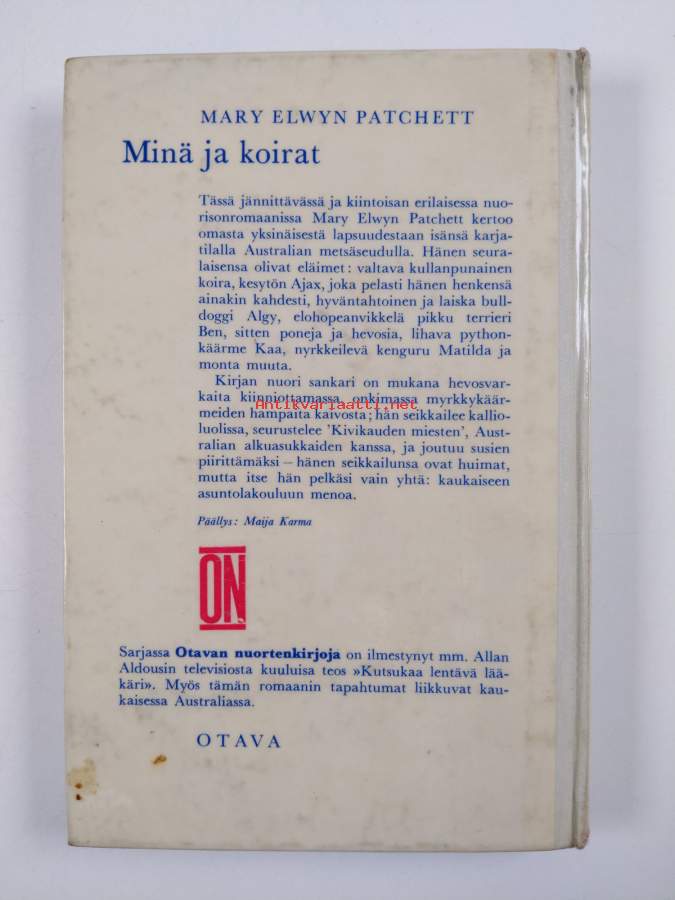 MARY ELWYN PATCHETT
Minä ja koirat
Tässä jännittävässä ja kiintoisan erilaisessa nuo-
risonromaanissa Mary Elwyn Patchett kertoo
omasta yksinäisestä lapsuudestaan isänsä karja-
tilalla Australian metsäseudulla. Hänen seura-
laisensa olivat eläimet: valtava kullanpunainen
koira, kesytön Ajax, joka pelasti hänen henkensä
ainakin kahdesti, hyväntahtoinen ja laiska bull-
doggi Algy, elohopeanvikkelä pikku terrieri
Ben, sitten poneja ja hevosia, lihava python-
käärme Kaa, nyrkkeilevä kenguru Matilda ja
monta muuta.
Kirjan nuori sankari on mukana hevosvar-
kaita kiinniottamassa, onkimassa myrkkykäär-
Antikvariaatti.net
meiden hampaita kaivosta; hän seikkailee kallio-
luolissa, seurustelee 'Kivikauden miesten', Aust-
ralian alkuasukkaiden kanssa, ja joutuu susien
piirittämäksi – hänen seikkailunsa ovat huimat,
mutta itse hän pelkäsi vain yhtä: kaukaiseen
asuntolakouluun menoa.
Päällys: Maija Karma
ON
Sarjassa Otavan nuortenkirjoja on ilmestynyt mm. Allan
Aldousin televisiosta kuuluisa teos »Kutsukaa lentävä lää-
käri». Myös tämän romaanin tapahtumat liikkuvat kau-
kaisessa Australiassa.
OTAVA